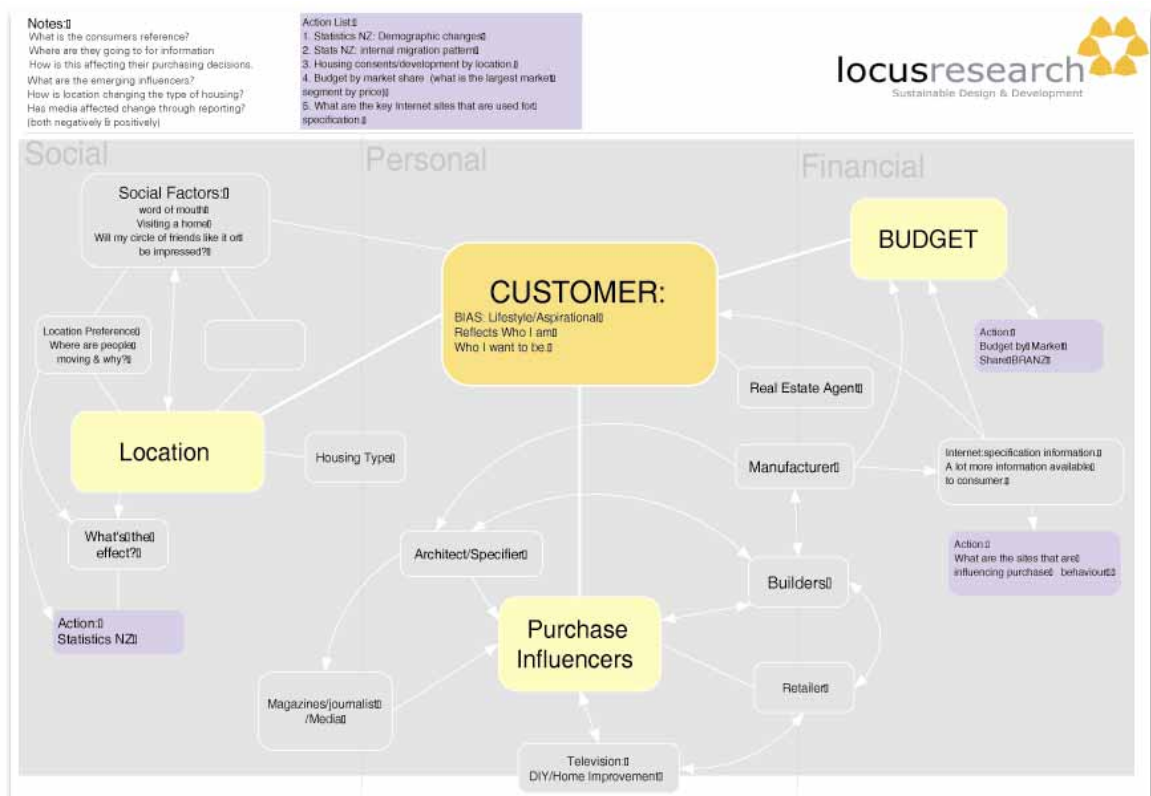 Notes:
What is the consumers reference?
Where are they going to for information
How is this affecting their purchasing decisions.
What are the emerging influencers?
How is location changing the type of housing?
Has media affected change through reporting?
(both negatively & positively)
Action List:
1. Statistics NZ: Demographic changes
2. Stats NZ: internal migration pattern
3. Housing consents/development by location.
4. Budget by market share (what is the largest market
segment by price)
5. What are the key Internet sites that are used for
specification.
locusresearch
Sustainable Design & Development
Social
Personal
Financial
Social Factors:
word of mouth
Visiting a home
Will my circle of friends like it or
be impressed?
BUDGET
CUSTOMER:
BIAS: Lifestyle/Aspirational
Reflects Who I am
Who I want to be.
Location Preference
Where are people
moving & why?
Action:
Budget by Market
Share BRANZ
Real Estate Agent
Location
Housing Type
Manufacturer
Internet:specification information.
A lot more information available
to consumer.
What's the
effect?
Architect/Specifier
Action:
What are the sites that are
influencing purchase behaviour
Builders
Action:
Statistics NZ
Purchase
Influencers
Retailer
Magazines/journalist
/Media
Television:
DIY/Home Improvement